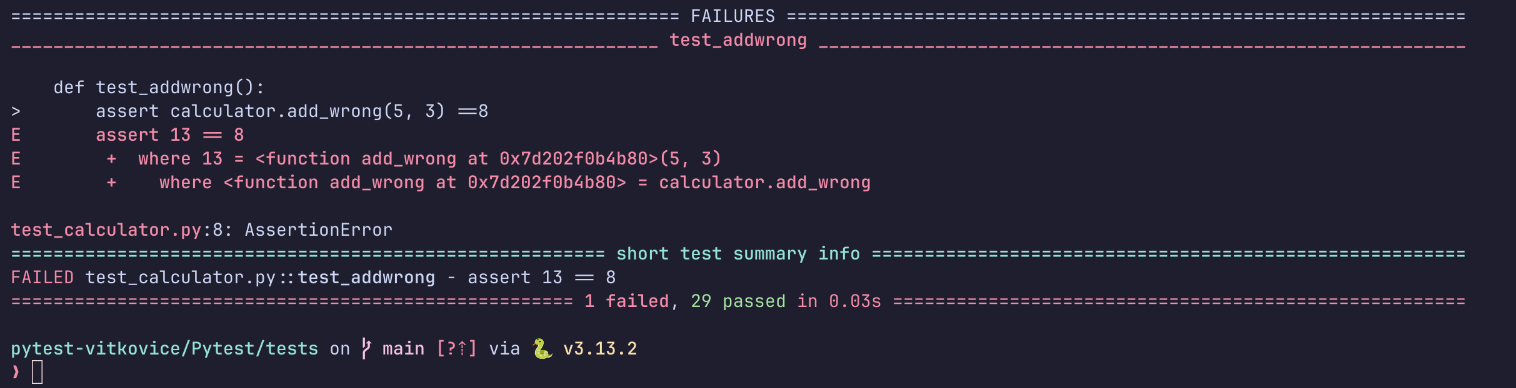 =============================================================== FAILURES ================================================================
_____________________________________________________________ test_addwrong _____________________________________________________________
    def test_addwrong():
>       assert calculator.add_wrong(5, 3) ==8
E       assert 13 == 8
E        +  where 13 = <function add_wrong at 0x7d202f0b4b80>(5, 3)
E        +    where <function add_wrong at 0x7d202f0b4b80> = calculator.add_wrong
test_calculator.py:8: AssertionError
======================================================== short test summary info ========================================================
FAILED test_calculator.py::test_addwrong - assert 13 == 8
===================================================== 1 failed, 29 passed in 0.03s ======================================================
pytest-vitkovice/Pytest/tests on main [?⇡] via 🐍 v3.13.2
❱